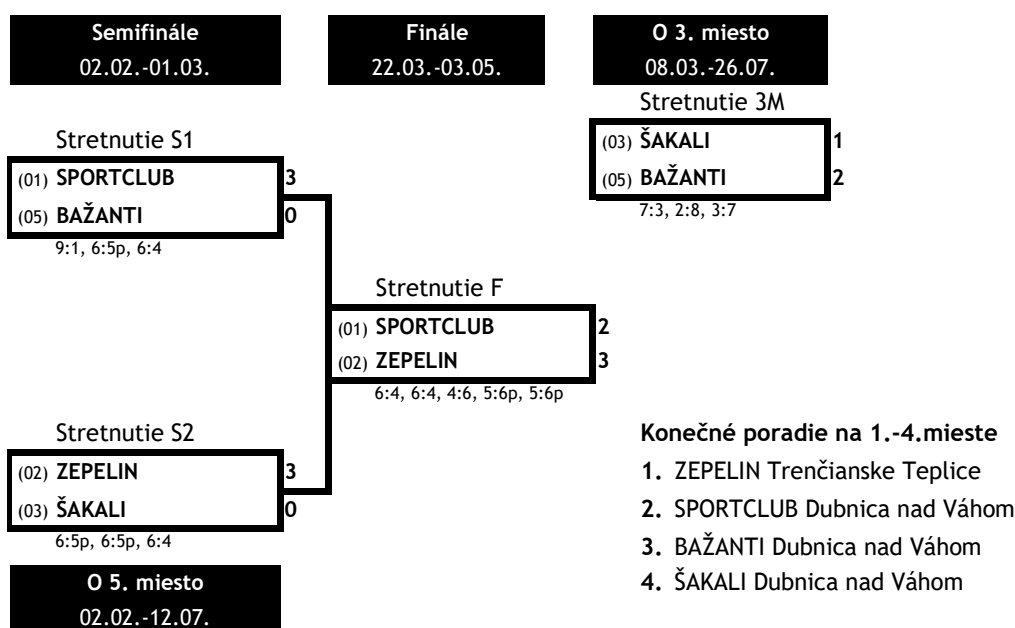 Semifinále
02.02.-01.03.
Finále
22.03.-03.05.
O 3. miesto
08.03.-26.07.
Stretnutie 3M
(03) ŠAKALI 1
(05) BAŽANTI 2
7:3, 2:8, 3:7
Stretnutie S1
(01) SPORTCLUB 3
(05) BAŽANTI 0
9:1, 6:5p, 6:4
Stretnutie F
(01) SPORTCLUB 2
(02) ZEPELIN 3
6:4, 6:4, 4:6, 5:6p, 5:6p
Stretnutie S2
(02) ZEPELIN 3
(03) ŠAKALI 0
6:5p, 6:5p, 6:4
Konečné poradie na 1.-4.mieste
1. ZEPELIN Trenčianske Teplice
2. SPORTCLUB Dubnica nad Váhom
3. BAŽANTI Dubnica nad Váhom
4. ŠAKALI Dubnica nad Váhom
O 5. miesto
02.02.-12.07.